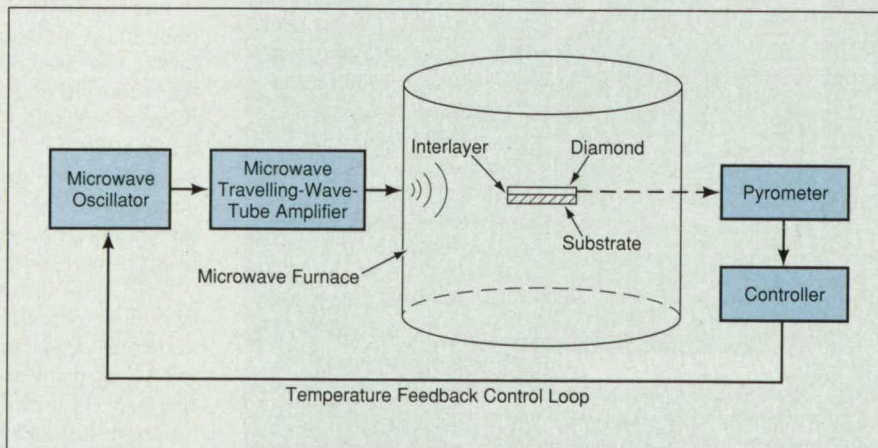 Microwave
Oscillator
Microwave
Travelling-Wave-
Tube Amplifier
Interlayer
Diamond
Substrate
Microwave Furnace
Pyrometer
Controller
Temperature Feedback Control Loop